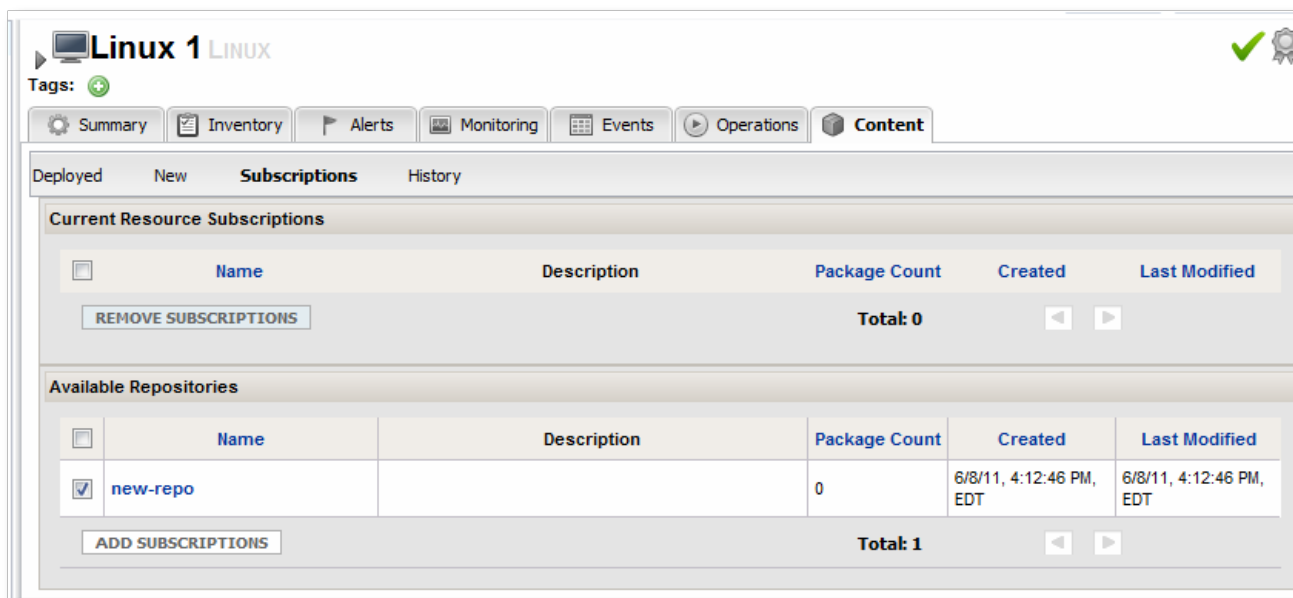 Linux 1 LINUX
Tags:
Summary Inventory Alerts Monitoring Events Operations Content
Deployed New Subscriptions History
Current Resource Subscriptions
Name Description Package Count Created Last Modified
REMOVE SUBSCRIPTIONS Total: 0
Available Repositories
Name Description Package Count Created Last Modified
new-repo 0 6/8/11, 4:12:46 PM, 6/8/11, 4:12:46 PM,
EDT EDT
ADD SUBSCRIPTIONS Total: 1